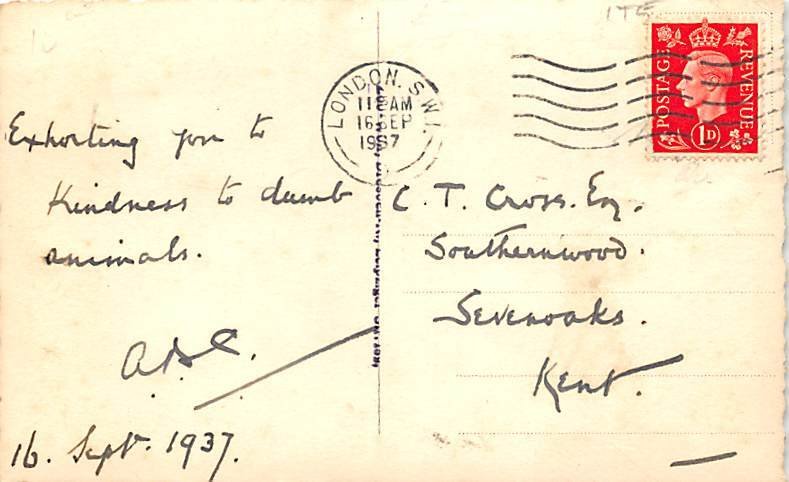 Exhorting you to
Kindness to dumb
animals.
16. Sept. 1937.
LONDON. S.W.1.
11 AM
16 SEP
1937
POSTAGE
REVENUE
1D
C. T. Cross. Esq.
Southernwood.
Sevenoaks.
Kent.